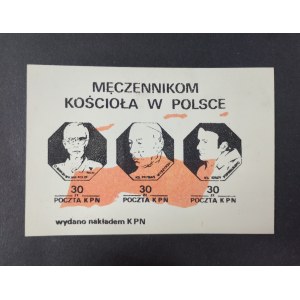 MĘCZENNIKOM
KOŚCIOŁA W POLSCE
30 30 30
POCZTA KPN POCZTA KPN POCZTA KPN
wydano nakładem KPN